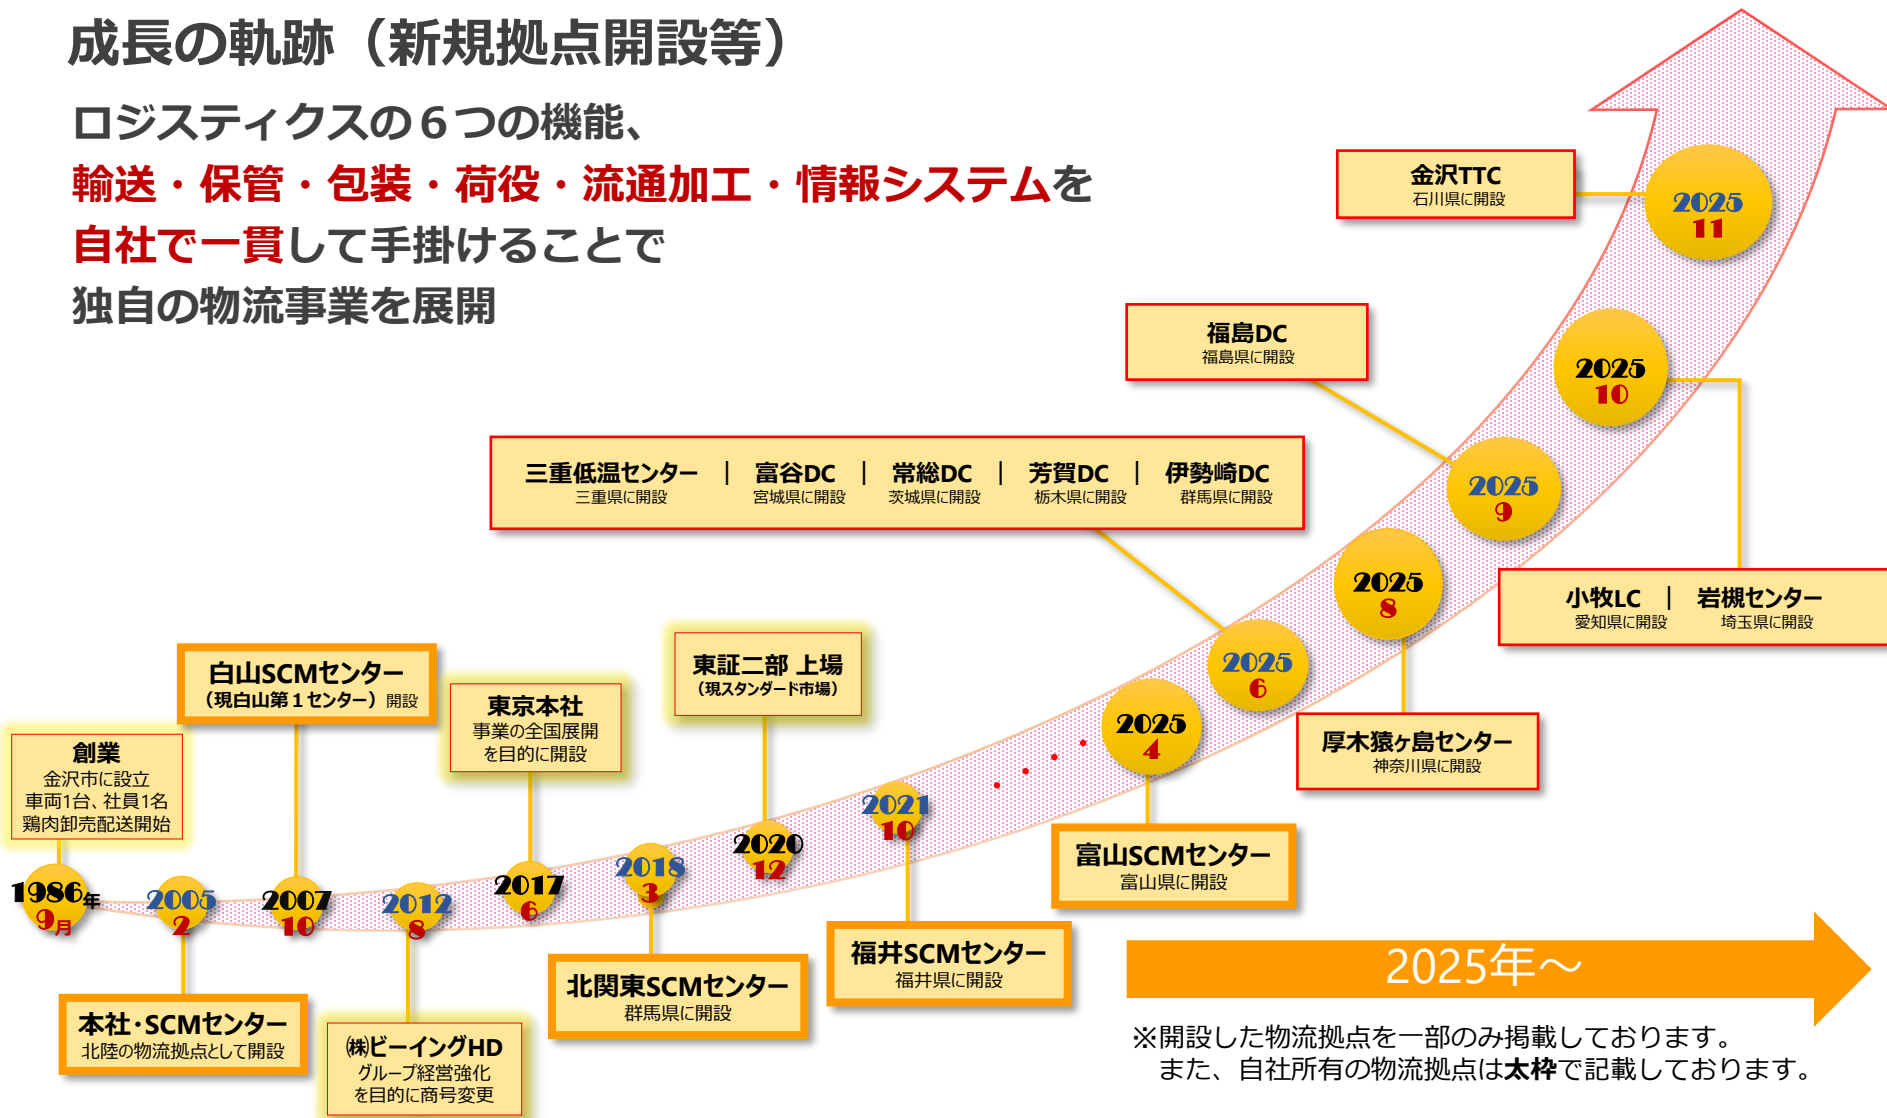 成長の軌跡（新規拠点開設等）
ロジスティクスの６つの機能、
輸送・保管・包装・荷役・流通加工・情報システムを
自社で一貫して手掛けることで
独自の物流事業を展開
金沢TTC
石川県に開設
2025
11
福島DC
福島県に開設
2025
10
三重低温センター ｜ 富谷DC ｜ 常総DC ｜ 芳賀DC ｜ 伊勢崎DC
三重県に開設 宮城県に開設 茨城県に開設 栃木県に開設 群馬県に開設
2025
9
2025
8
小牧LC ｜ 岩槻センター
愛知県に開設 埼玉県に開設
2025
6
厚木猿ヶ島センター
神奈川県に開設
2025
4
富山SCMセンター
富山県に開設
創業
金沢市に設立
車両1台、社員1名
鶏肉卸売配送開始
1986年
9月
2005
2
本社・SCMセンター
北陸の物流拠点として開設
白山SCMセンター
（現白山第１センター）開設
2007
10
2012
8
㈱ビーイングHD
グループ経営強化
を目的に商号変更
東京本社
事業の全国展開
を目的に開設
2017
6
2018
3
北関東SCMセンター
群馬県に開設
東証二部 上場
（現スタンダード市場）
2020
12
2021
10
福井SCMセンター
福井県に開設
2025年～
※開設した物流拠点を一部のみ掲載しております。
また、自社所有の物流拠点は太枠で記載しております。